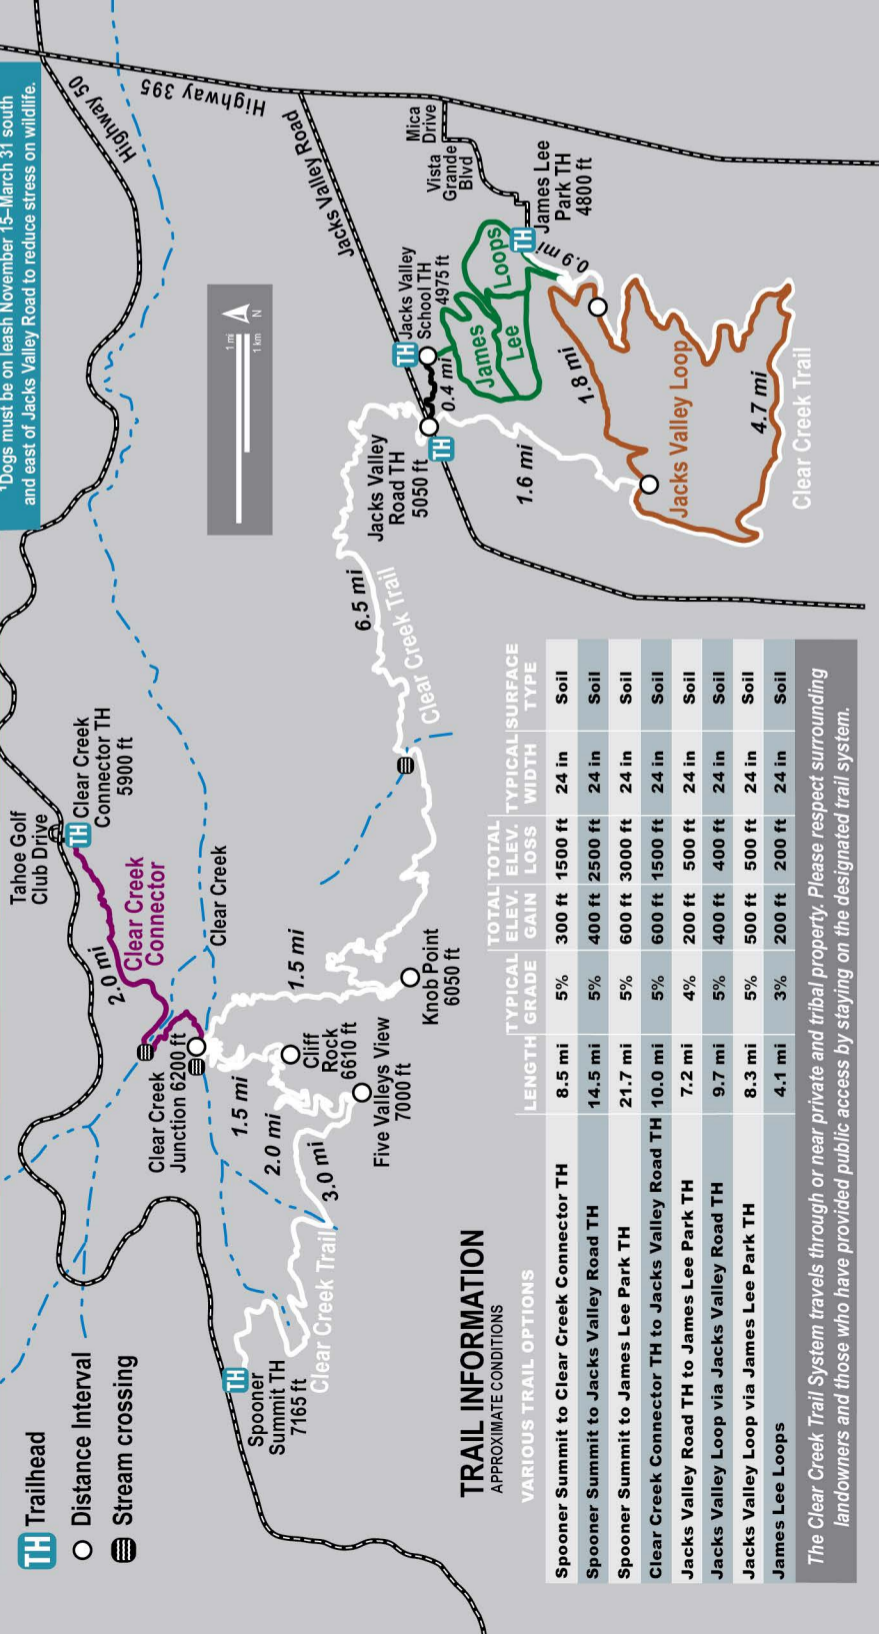 *Dogs must be on leash November 15–March 31 south
and east of Jacks Valley Road to reduce stress on wildlife.
TH Trailhead
Distance Interval
Stream crossing
Tahoe Golf
Club Drive
TH
Clear Creek
Connector TH
5900 ft
2.0 mi
Clear Creek
Connector
Clear Creek
Junction 6200 ft
Clear Creek
Highway 50
Highway 395
Jacks Valley Road
1 mi
1 km
N
TH
Spooner
Summit TH
7165 ft
Clear Creek Trail
3.0 mi
2.0 mi
1.5 mi
Cliff
Rock
6610 ft
Five Valleys View
7000 ft
1.5 mi
Knob Point
6050 ft
6.5 mi
Clear Creek Trail
Jacks Valley
Road TH
5050 ft
TH
TH
Jacks Valley
School TH
4975 ft
0.4 mi
Mica
Drive
Vista
Grande
Blvd
James Lee
Park TH
4800 ft
TH
James
Lee
Loops
0.9 mi
1.6 mi
1.8 mi
Jacks Valley Loop
4.7 mi
Clear Creek Trail
TRAIL INFORMATION
APPROXIMATE CONDITIONS
VARIOUS TRAIL OPTIONS LENGTH TYPICAL GRADE TOTAL ELEV. GAIN TOTAL ELEV. LOSS TYPICAL WIDTH SURFACE TYPE
Spooner Summit to Clear Creek Connector TH 8.5 mi 5% 300 ft 1500 ft 24 in Soil
Spooner Summit to Jacks Valley Road TH 14.5 mi 5% 400 ft 2500 ft 24 in Soil
Spooner Summit to James Lee Park TH 21.7 mi 5% 600 ft 3000 ft 24 in Soil
Clear Creek Connector TH to Jacks Valley Road TH 10.0 mi 5% 600 ft 1500 ft 24 in Soil
Jacks Valley Road TH to James Lee Park TH 7.2 mi 4% 200 ft 500 ft 24 in Soil
Jacks Valley Loop via Jacks Valley Road TH 9.7 mi 5% 400 ft 400 ft 24 in Soil
Jacks Valley Loop via James Lee Park TH 8.3 mi 5% 500 ft 500 ft 24 in Soil
James Lee Loops 4.1 mi 3% 200 ft 200 ft 24 in Soil
The Clear Creek Trail System travels through or near private and tribal property. Please respect surrounding
landowners and those who have provided public access by staying on the designated trail system.